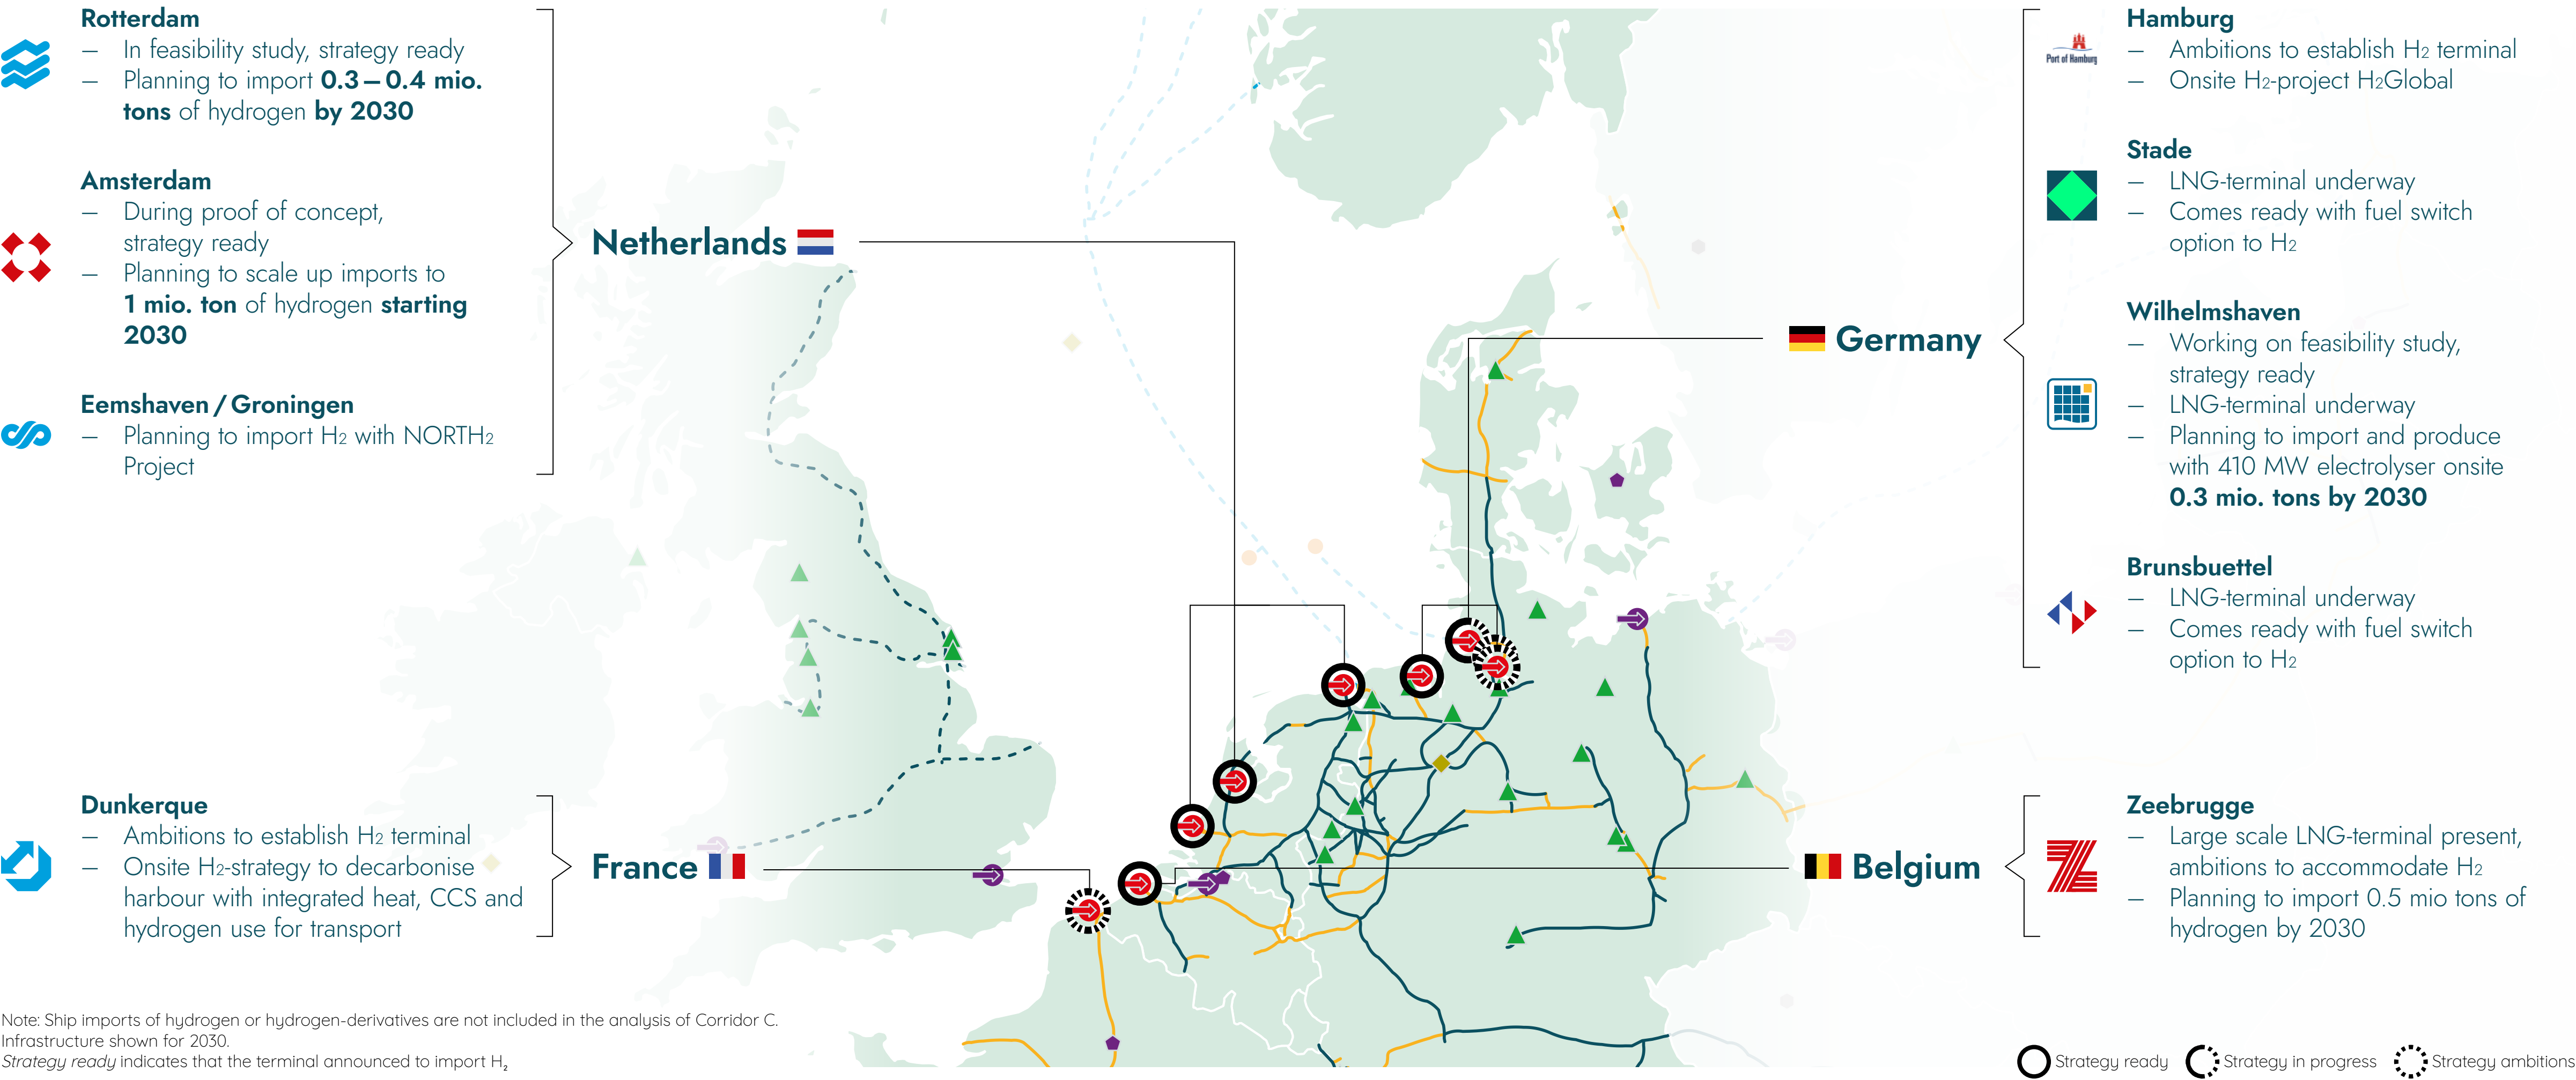 Rotterdam
– In feasibility study, strategy ready
– Planning to import 0.3 – 0.4 mio.
tons of hydrogen by 2030
Amsterdam
– During proof of concept,
strategy ready
– Planning to scale up imports to
1 mio. ton of hydrogen starting
2030
Eemshaven / Groningen
– Planning to import H2 with NORTH2
Project
Netherlands
Dunkerque
– Ambitions to establish H2 terminal
– Onsite H2-strategy to decarbonise
harbour with integrated heat, CCS and
hydrogen use for transport
France
Germany
Port of Hamburg
Hamburg
– Ambitions to establish H2 terminal
– Onsite H2-project H2Global
Stade
– LNG-terminal underway
– Comes ready with fuel switch
option to H2
Wilhelmshaven
– Working on feasibility study,
strategy ready
– LNG-terminal underway
– Planning to import and produce
with 410 MW electrolyser onsite
0.3 mio. tons by 2030
Brunsbuettel
– LNG-terminal underway
– Comes ready with fuel switch
option to H2
Belgium
Zeebrugge
– Large scale LNG-terminal present,
ambitions to accommodate H2
– Planning to import 0.5 mio tons of
hydrogen by 2030
Note: Ship imports of hydrogen or hydrogen-derivatives are not included in the analysis of Corridor C.
Infrastructure shown for 2030.
Strategy ready indicates that the terminal announced to import H₂
Strategy ready
Strategy in progress
Strategy ambitions